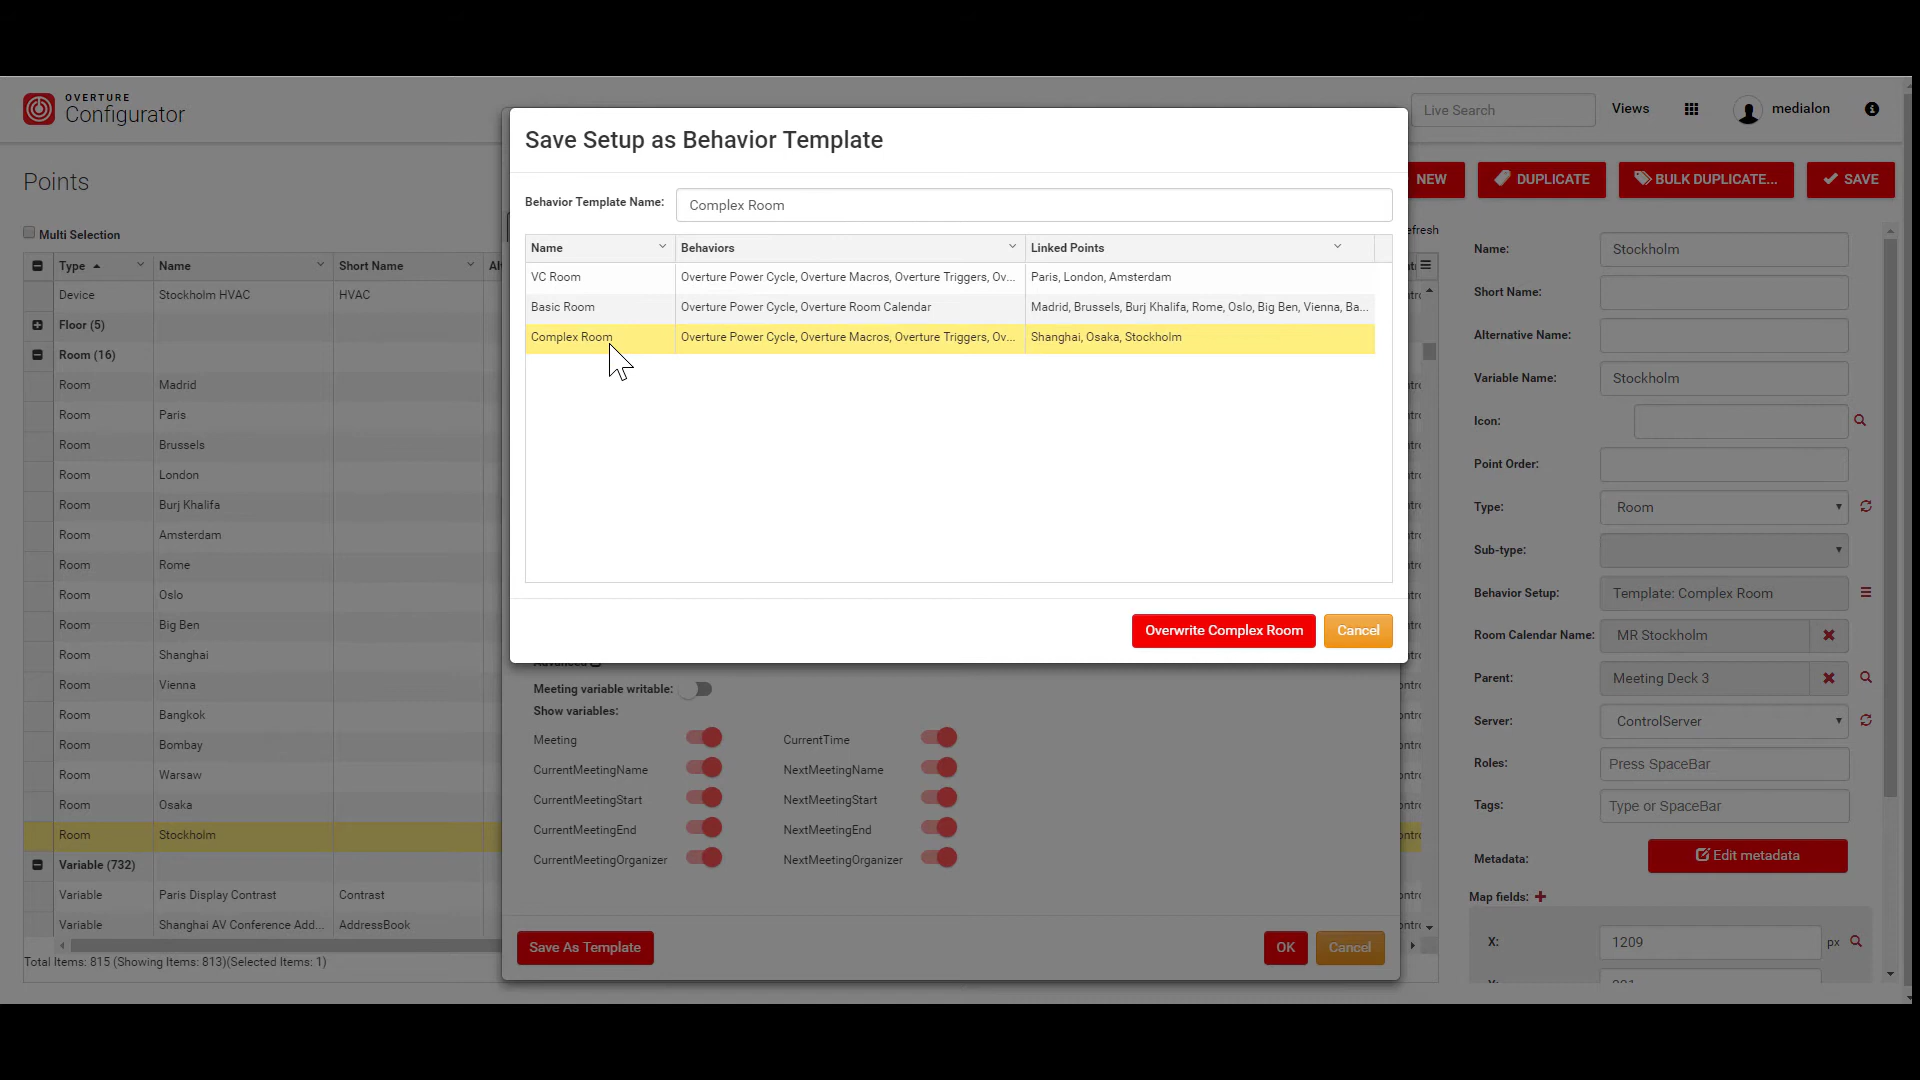 OVERTURE
Configurator
Live Search
Views
medialon
Points
NEW
DUPLICATE
BULK DUPLICATE...
SAVE
Multi Selection
Type
Name
Short Name
Device
Stockholm HVAC
HVAC
Floor (5)
Room (16)
Room
Madrid
Room
Paris
Room
Brussels
Room
London
Room
Burj Khalifa
Room
Amsterdam
Room
Rome
Room
Oslo
Room
Big Ben
Room
Shanghai
Room
Vienna
Room
Bangkok
Room
Bombay
Room
Warsaw
Room
Osaka
Room
Stockholm
Variable (732)
Variable
Paris Display Contrast
Contrast
Variable
Shanghai AV Conference Add...
AddressBook
Total Items: 815 (Showing Items: 813)(Selected Items: 1)
Save Setup as Behavior Template
Behavior Template Name:
Complex Room
Name
Behaviors
Linked Points
VC Room
Overture Power Cycle, Overture Macros, Overture Triggers, Ov...
Paris, London, Amsterdam
Basic Room
Overture Power Cycle, Overture Room Calendar
Madrid, Brussels, Burj Khalifa, Rome, Oslo, Big Ben, Vienna, Ba...
Complex Room
Overture Power Cycle, Overture Macros, Overture Triggers, Ov...
Shanghai, Osaka, Stockholm
Overwrite Complex Room
Cancel
Meeting variable writable:
Show variables:
Meeting
CurrentTime
CurrentMeetingName
NextMeetingName
CurrentMeetingStart
NextMeetingStart
CurrentMeetingEnd
NextMeetingEnd
CurrentMeetingOrganizer
NextMeetingOrganizer
Save As Template
OK
Cancel
Name:
Stockholm
Short Name:
Alternative Name:
Variable Name:
Stockholm
Icon:
Point Order:
Type:
Room
Sub-type:
Behavior Setup:
Template: Complex Room
Room Calendar Name:
MR Stockholm
Parent:
Meeting Deck 3
Server:
ControlServer
Roles:
Press SpaceBar
Tags:
Type or SpaceBar
Metadata:
Edit metadata
Map fields:
X:
1209
px